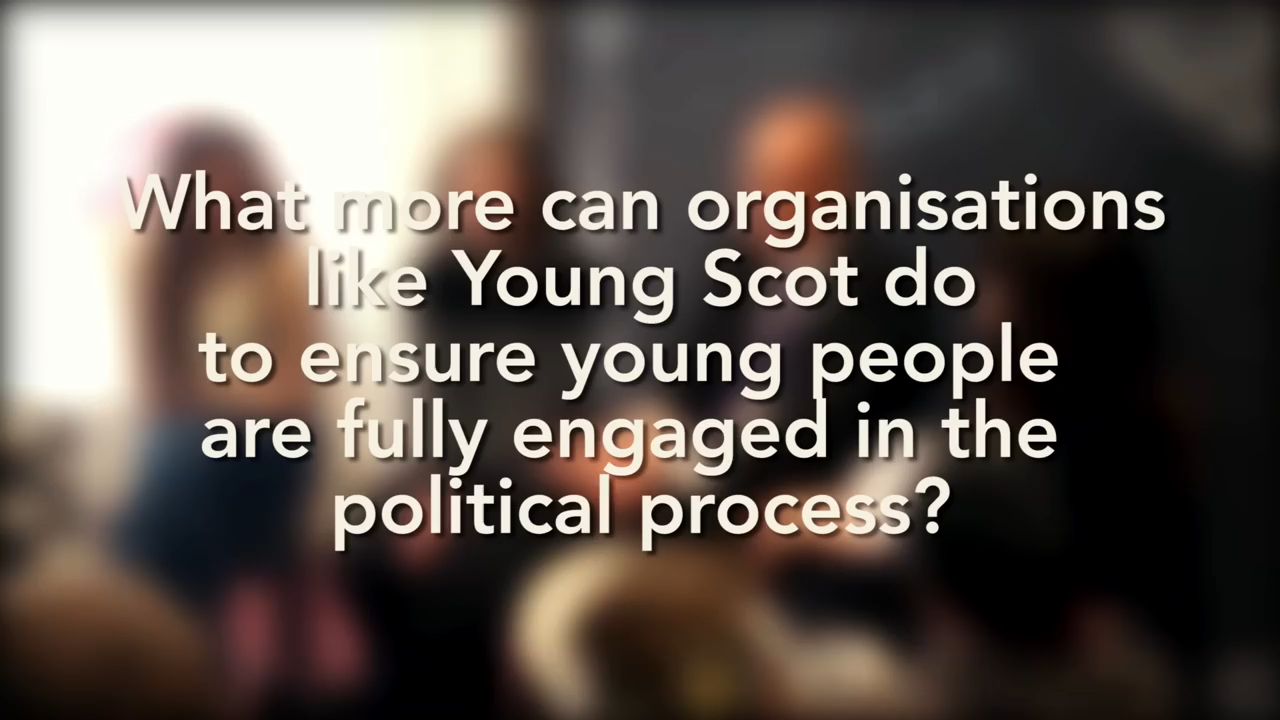 What more can organisations
like Young Scot do
to ensure young people
are fully engaged in the
political process?